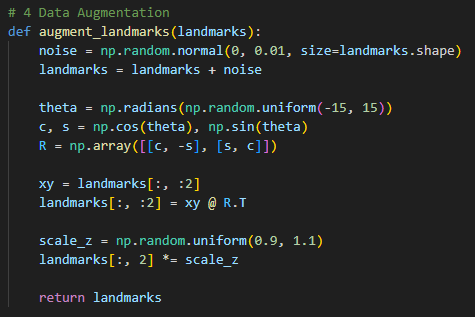 # 4 Data Augmentation
def augment_landmarks(landmarks):
    noise = np.random.normal(0, 0.01, size=landmarks.shape)
    landmarks = landmarks + noise

    theta = np.radians(np.random.uniform(-15, 15))
    c, s = np.cos(theta), np.sin(theta)
    R = np.array([[c, -s], [s, c]])

    xy = landmarks[:, :2]
    landmarks[:, :2] = xy @ R.T

    scale_z = np.random.uniform(0.9, 1.1)
    landmarks[:, 2] *= scale_z

    return landmarks